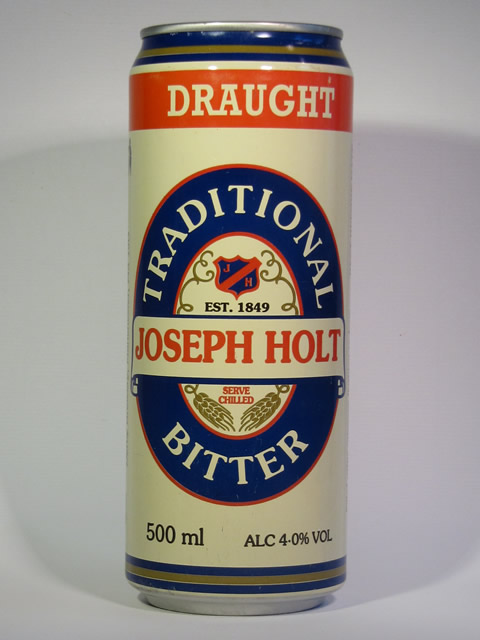 DRAUGHT
TRADITIONAL
J H
EST. 1849
JOSEPH HOLT
SERVE
CHILLED
BITTER
500 ml
ALC 4·0% VOL